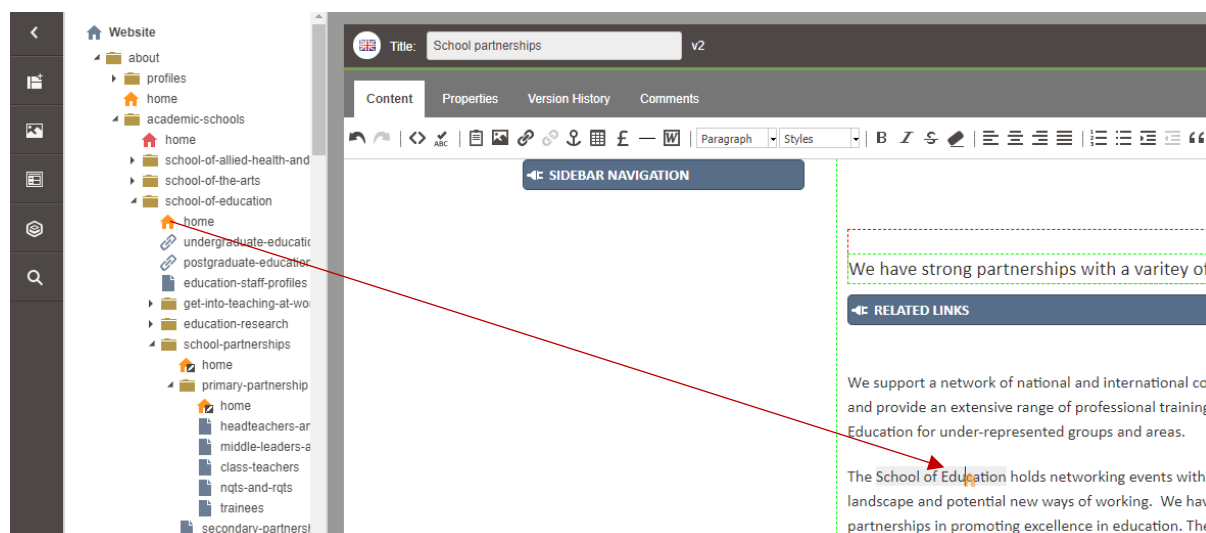 Website
about
profiles
home
academic-schools
home
school-of-allied-health-and
school-of-the-arts
school-of-education
home
undergraduate-educatio
postgraduate-education
education-staff-profiles
get-into-teaching-at-wo
education-research
school-partnerships
home
primary-partnership
home
headteachers-an
middle-leaders-a
class-teachers
nqts-and-rqts
trainees
secondary-partnersh
Title: School partnerships v2
Content Properties Version History Comments
ABC W Paragraph Styles B I S
SIDEBAR NAVIGATION
We have strong partnerships with a varitey of
RELATED LINKS
We support a network of national and international co
and provide an extensive range of professional training
Education for under-represented groups and areas.
The School of Education holds networking events with
landscape and potential new ways of working. We hav
partnerships in promoting excellence in education. The